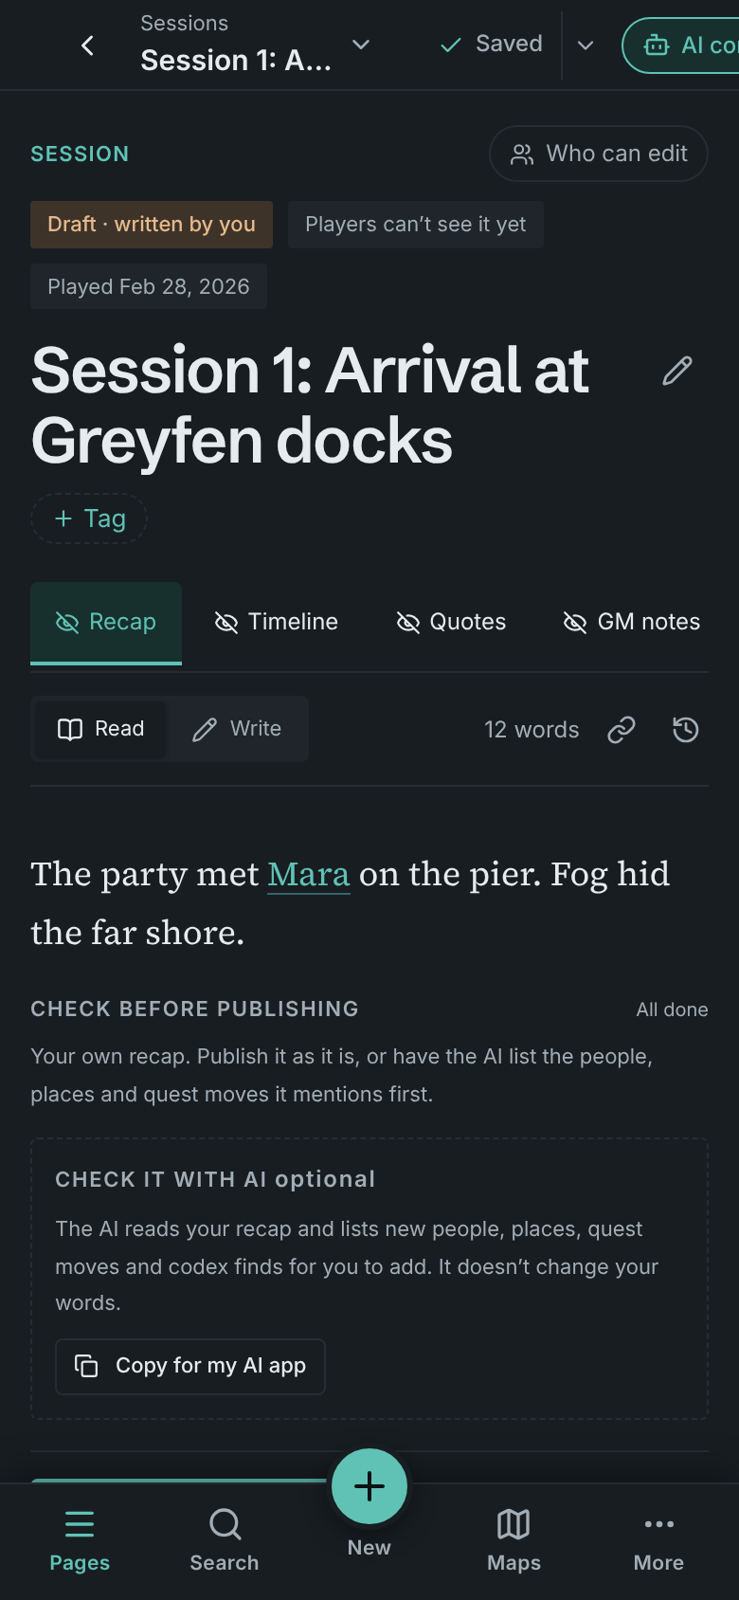 Sessions
Session 1: A...
Saved
AI co
SESSION
Who can edit
Draft · written by you
Players can’t see it yet
Played Feb 28, 2026
Session 1: Arrival at
Greyfen docks
+ Tag
Recap
Timeline
Quotes
GM notes
Read
Write
12 words
The party met Mara on the pier. Fog hid
the far shore.
CHECK BEFORE PUBLISHING
All done
Your own recap. Publish it as it is, or have the AI list the people,
places and quest moves it mentions first.
CHECK IT WITH AI optional
The AI reads your recap and lists new people, places, quest
moves and codex finds for you to add. It doesn’t change your
words.
Copy for my AI app
Pages
Search
New
Maps
More